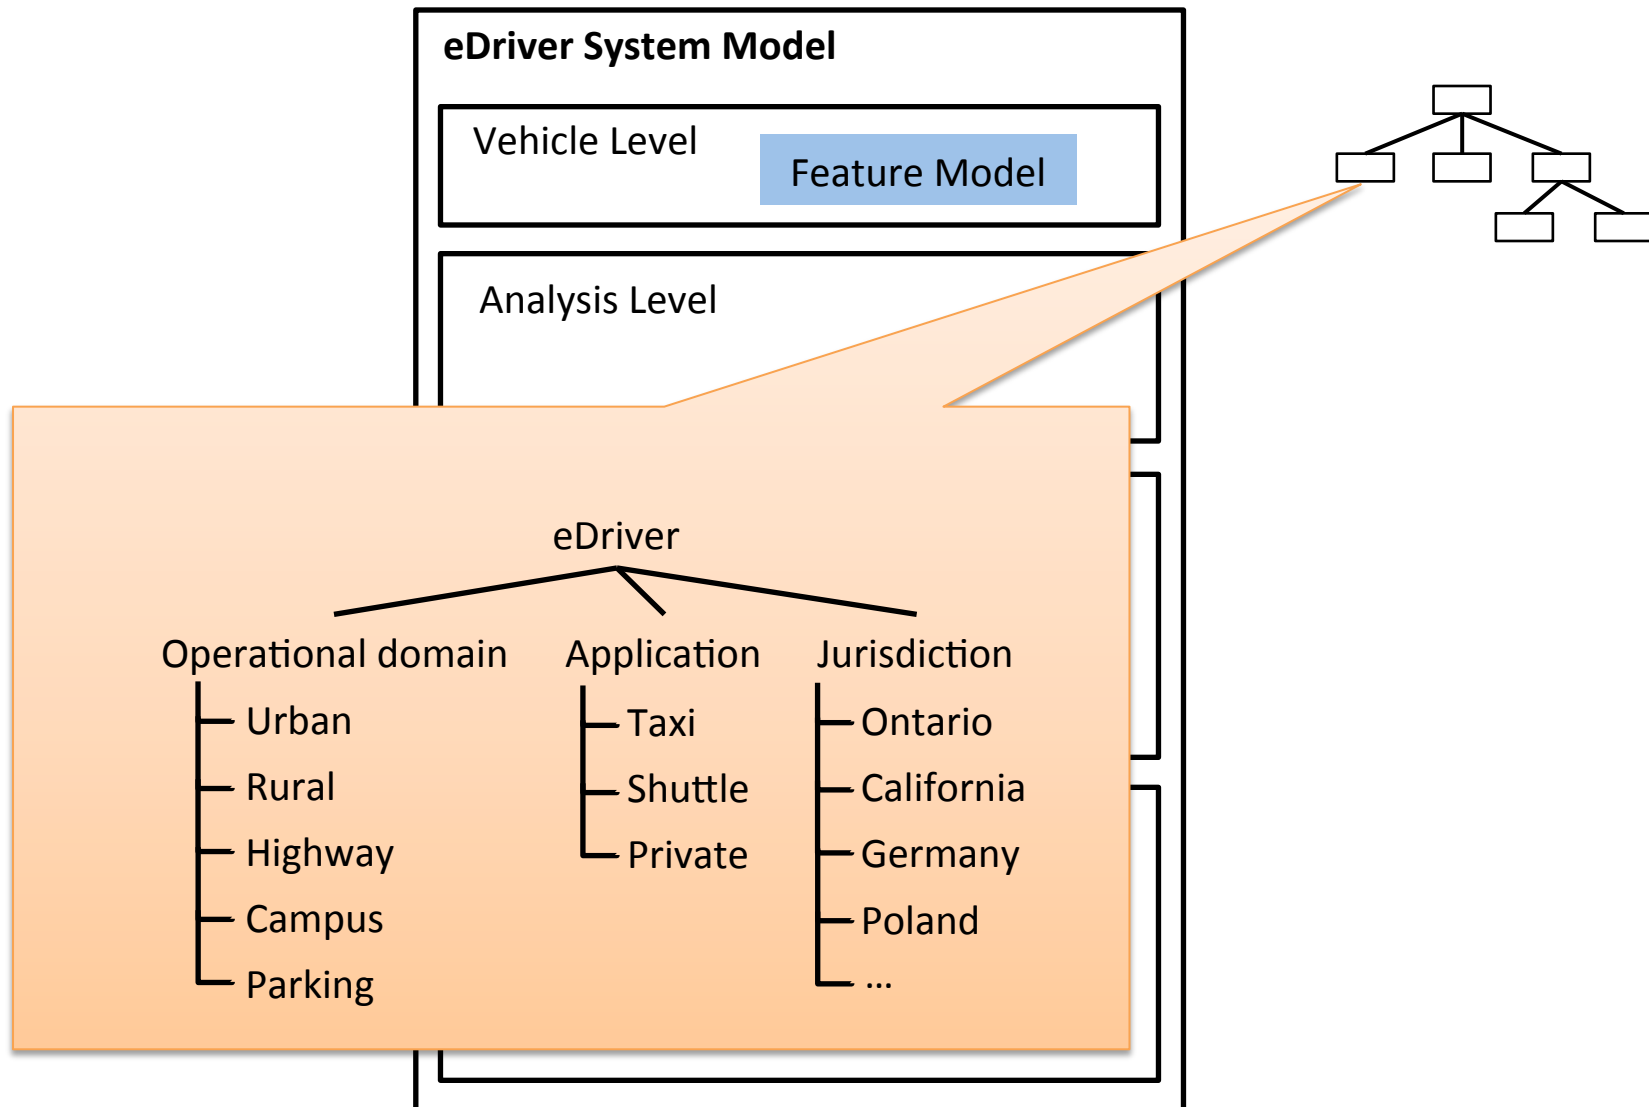 eDriver System Model
Vehicle Level
Feature Model
Analysis Level
eDriver
Operational domain
Urban
Rural
Highway
Campus
Parking
Application
Taxi
Shuttle
Private
Jurisdiction
Ontario
California
Germany
Poland
...